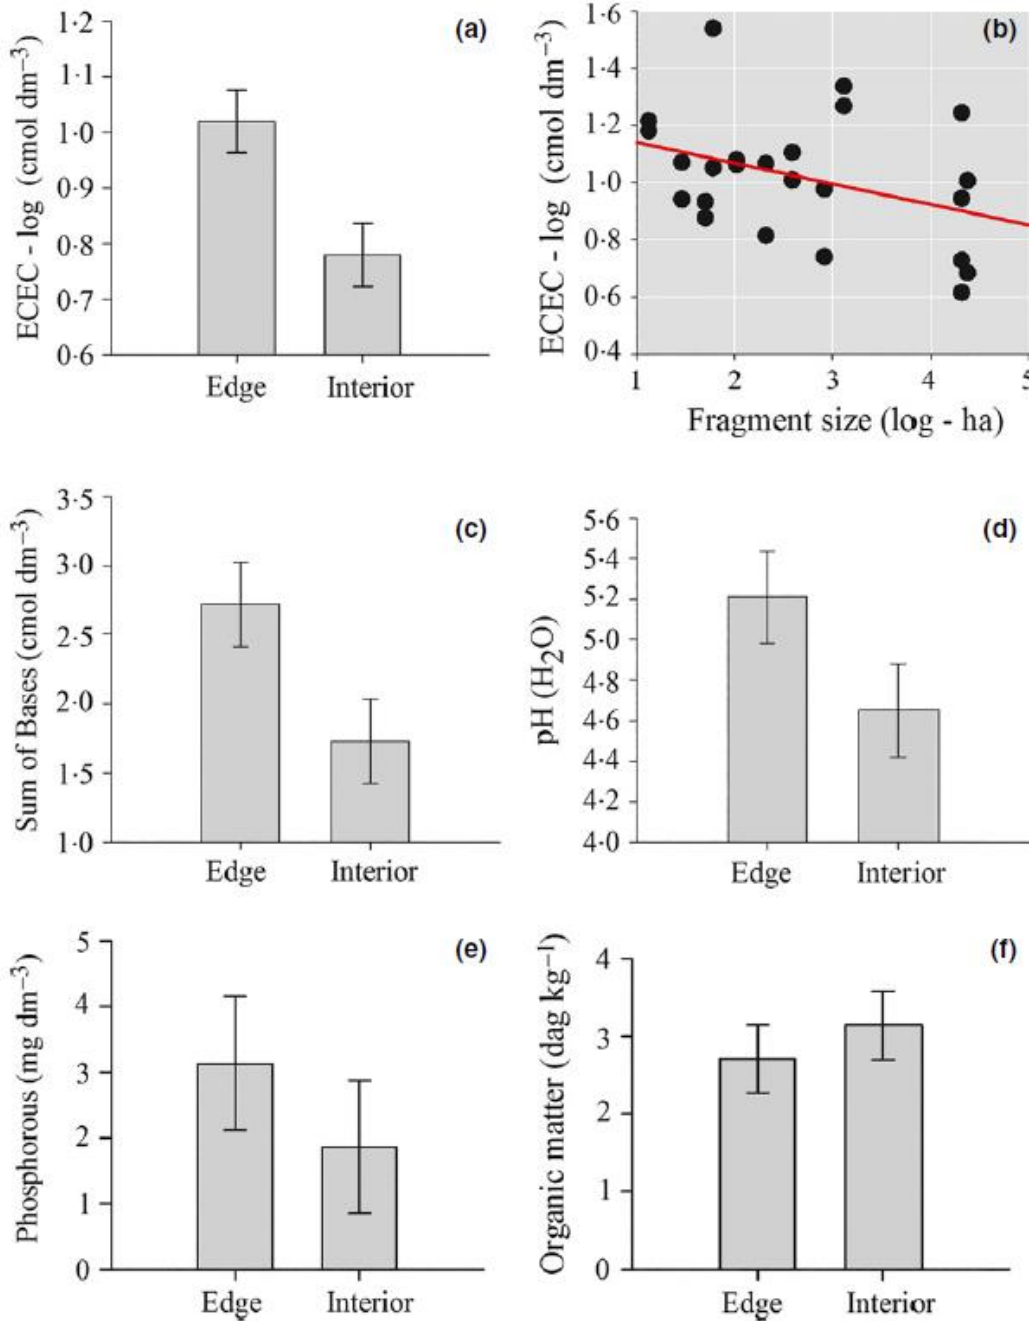 (a)
ECEC - log (cmol dm⁻³)
1·2
1·1
1·0
0·9
0·8
0·7
0·6
Edge Interior
(b)
ECEC - log (cmol dm⁻³)
1·6
1·4
1·2
1·0
0·8
0·6
0·4
1 2 3 4 5
Fragment size (log - ha)
(c)
Sum of Bases (cmol dm⁻³)
3·5
3·0
2·5
2·0
1·5
1·0
Edge Interior
(d)
pH (H₂O)
5·6
5·4
5·2
5·0
4·8
4·6
4·4
4·2
4·0
Edge Interior
(e)
Phosphorous (mg dm⁻³)
5
4
3
2
1
0
Edge Interior
(f)
Organic matter (dag kg⁻¹)
4
3
2
1
0
Edge Interior